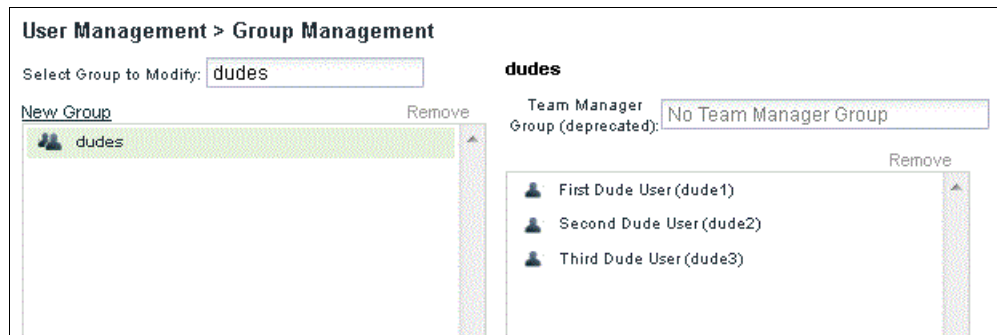 User Management > Group Management
Select Group to Modify: dudes
New Group
Remove
dudes
dudes
Team Manager
Group (deprecated): No Team Manager Group
Remove
First Dude User (dude1)
Second Dude User (dude2)
Third Dude User (dude3)